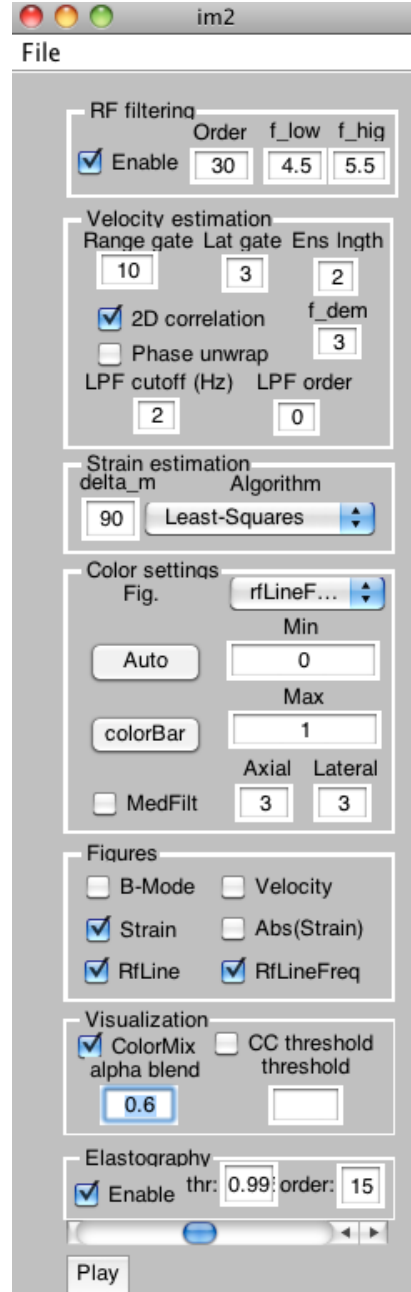 im2
File
RF filtering
Order f_low f_hig
Enable 30 4.5 5.5
Velocity estimation
Range gate Lat gate Ens lngth
10 3 2
2D correlation f_dem
Phase unwrap 3
LPF cutoff (Hz) LPF order
2 0
Strain estimation
delta_m Algorithm
90 Least-Squares
Color settings
Fig. rfLineF...
Min
Auto 0
Max
colorBar 1
Axial Lateral
MedFilt 3 3
Figures
B-Mode Velocity
Strain Abs(Strain)
RfLine RfLineFreq
Visualization
ColorMix CC threshold
alpha blend threshold
0.6
Elastography
Enable thr: 0.99 order: 15
Play